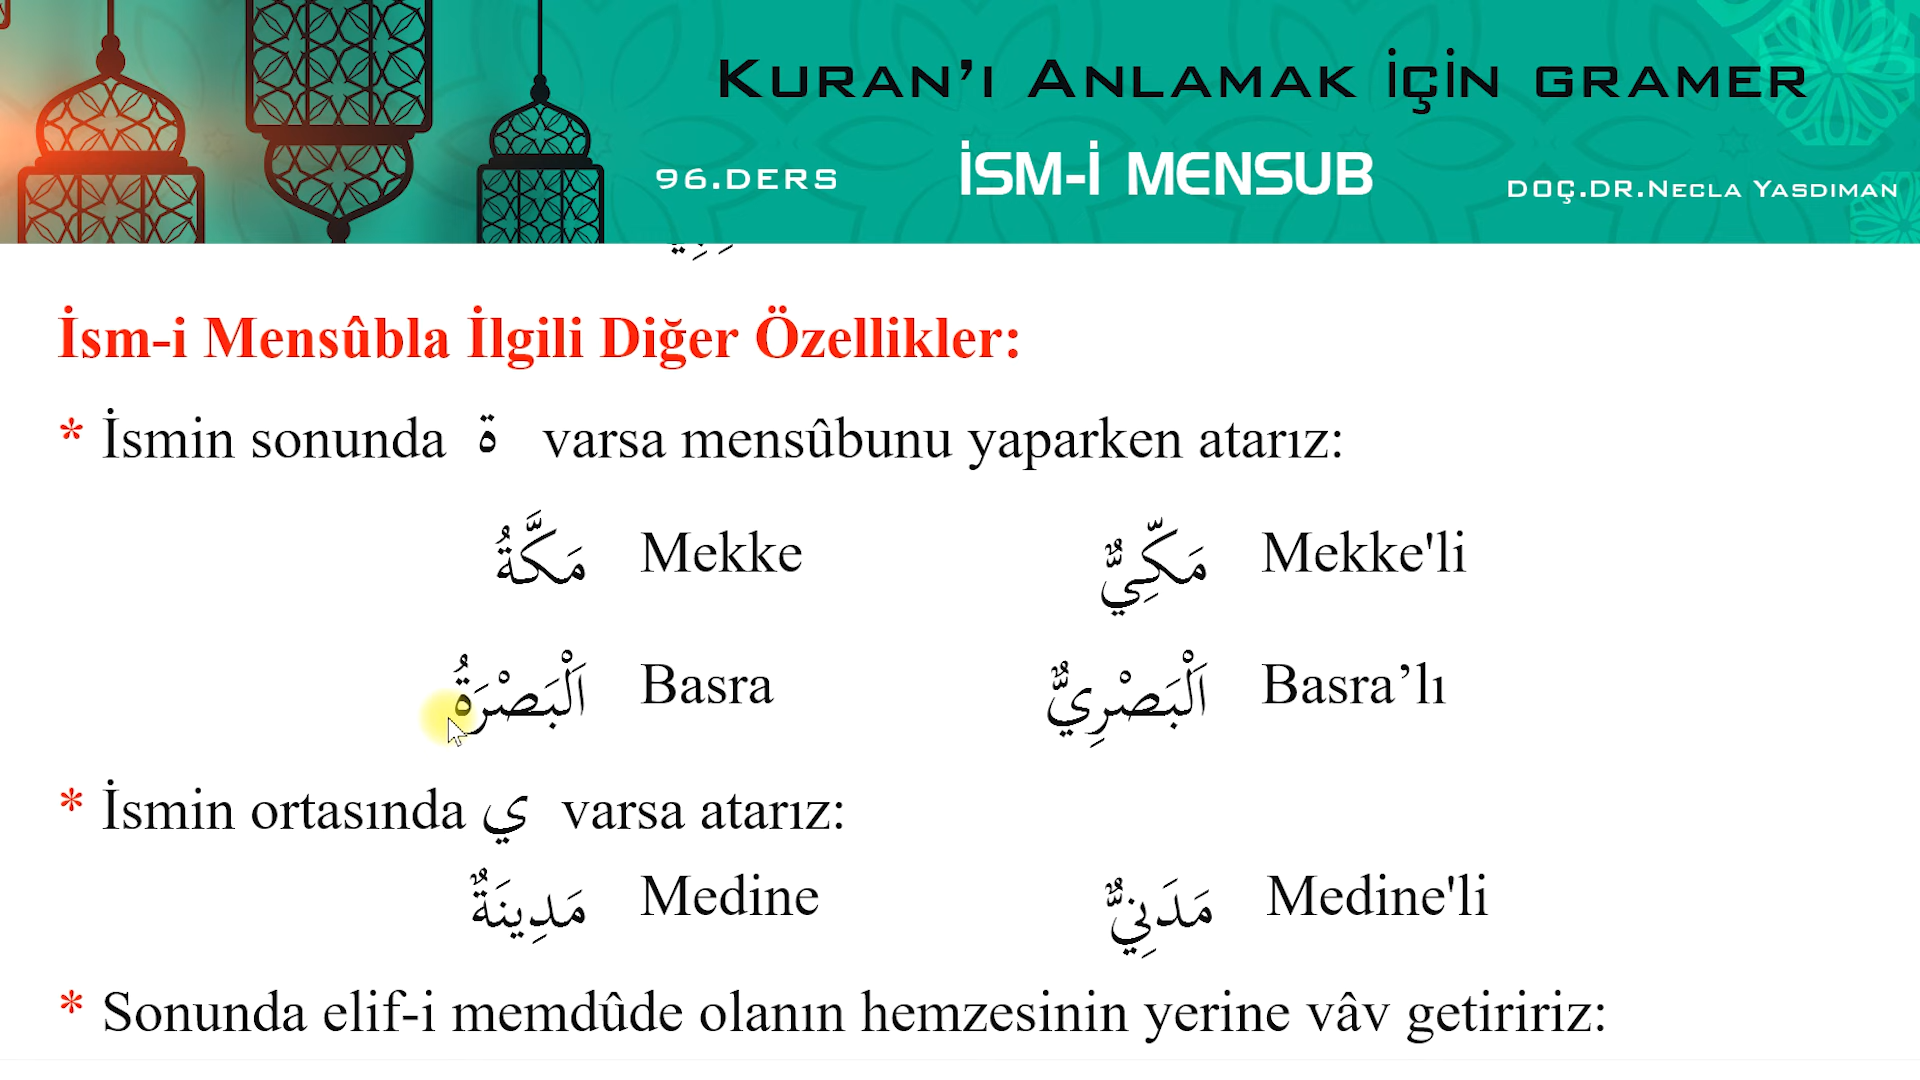 KURAN'I ANLAMAK İÇİN GRAMER
96.DERS İSM-İ MENSUB DOÇ.DR.NECLA YASDIMAN
İsm-i Mensûbla İlgili Diğer Özellikler:
* İsmin sonunda ة varsa mensûbunu yaparken atarız:
مَكَّةُ Mekke مَكِّيٌّ Mekke'li
اَلْبَصْرَةُ Basra اَلْبَصْرِيٌّ Basra’lı
* İsmin ortasında ي varsa atarız:
مَدِينَةٌ Medine مَدَنِيٌّ Medine'li
* Sonunda elif-i memdûde olanın hemzesinin yerine vâv getiririz: